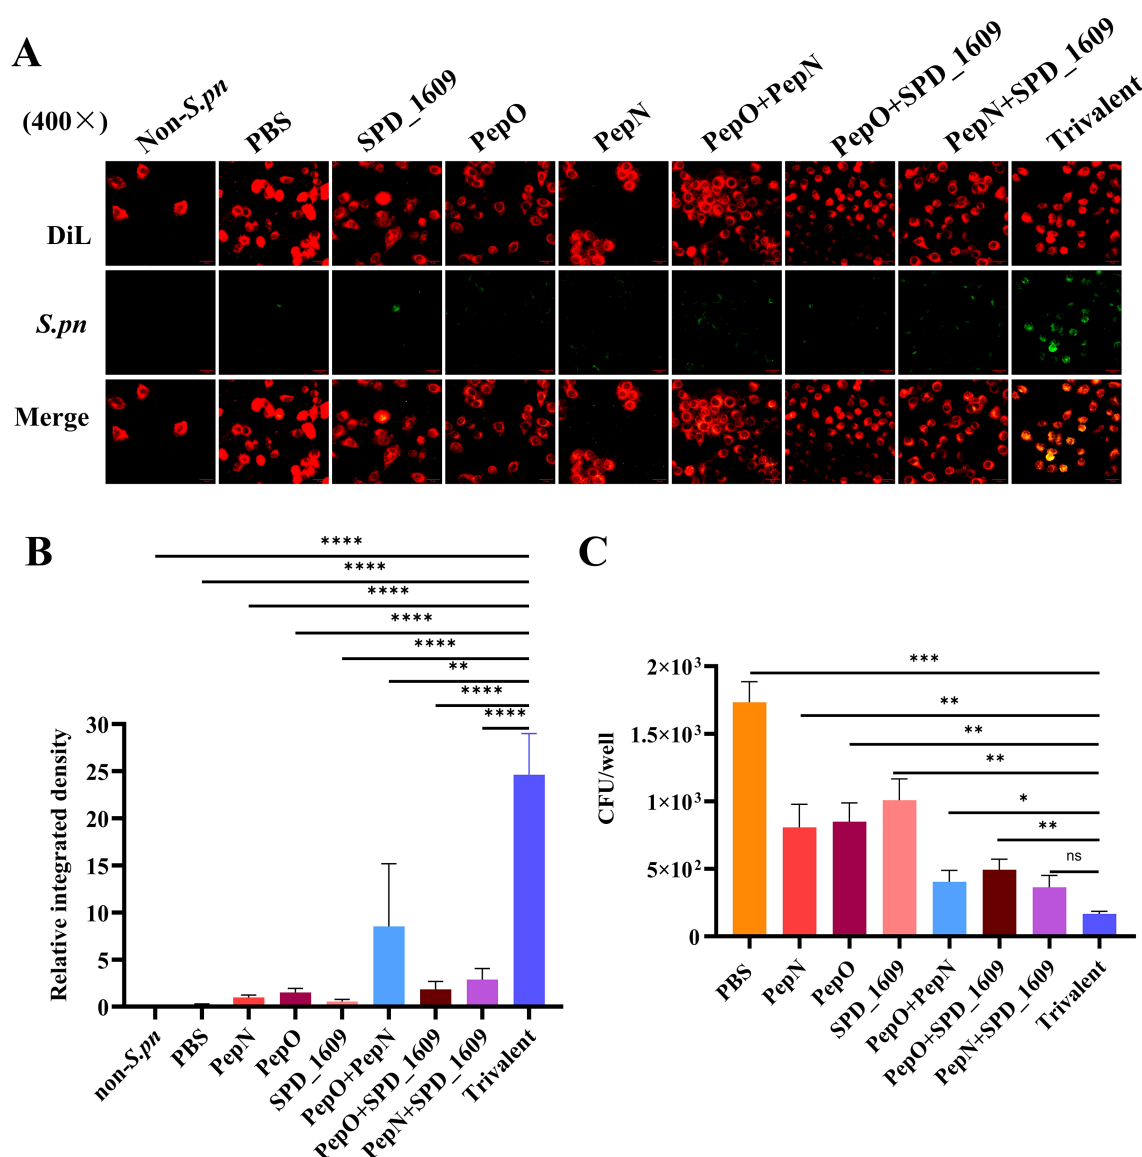 A
(400×)
Non-S.pn
PBS
SPD_1609
PepO
PepN
PepO+PepN
PepO+SPD_1609
PepN+SPD_1609
Trivalent
DiL
S.pn
Merge
B
****
****
****
****
****
**
****
****
Relative integrated density
30
25
20
15
10
5
0
non-S.pn
PBS
PepN
PepO
SPD_1609
PepO+PepN
PepO+SPD_1609
PepN+SPD_1609
Trivalent
C
***
**
**
**
*
**
ns
CFU/well
2×10³
1.5×10³
1×10³
5×10²
0
PBS
PepN
PepO
SPD_1609
PepO+PepN
PepO+SPD_1609
PepN+SPD_1609
Trivalent